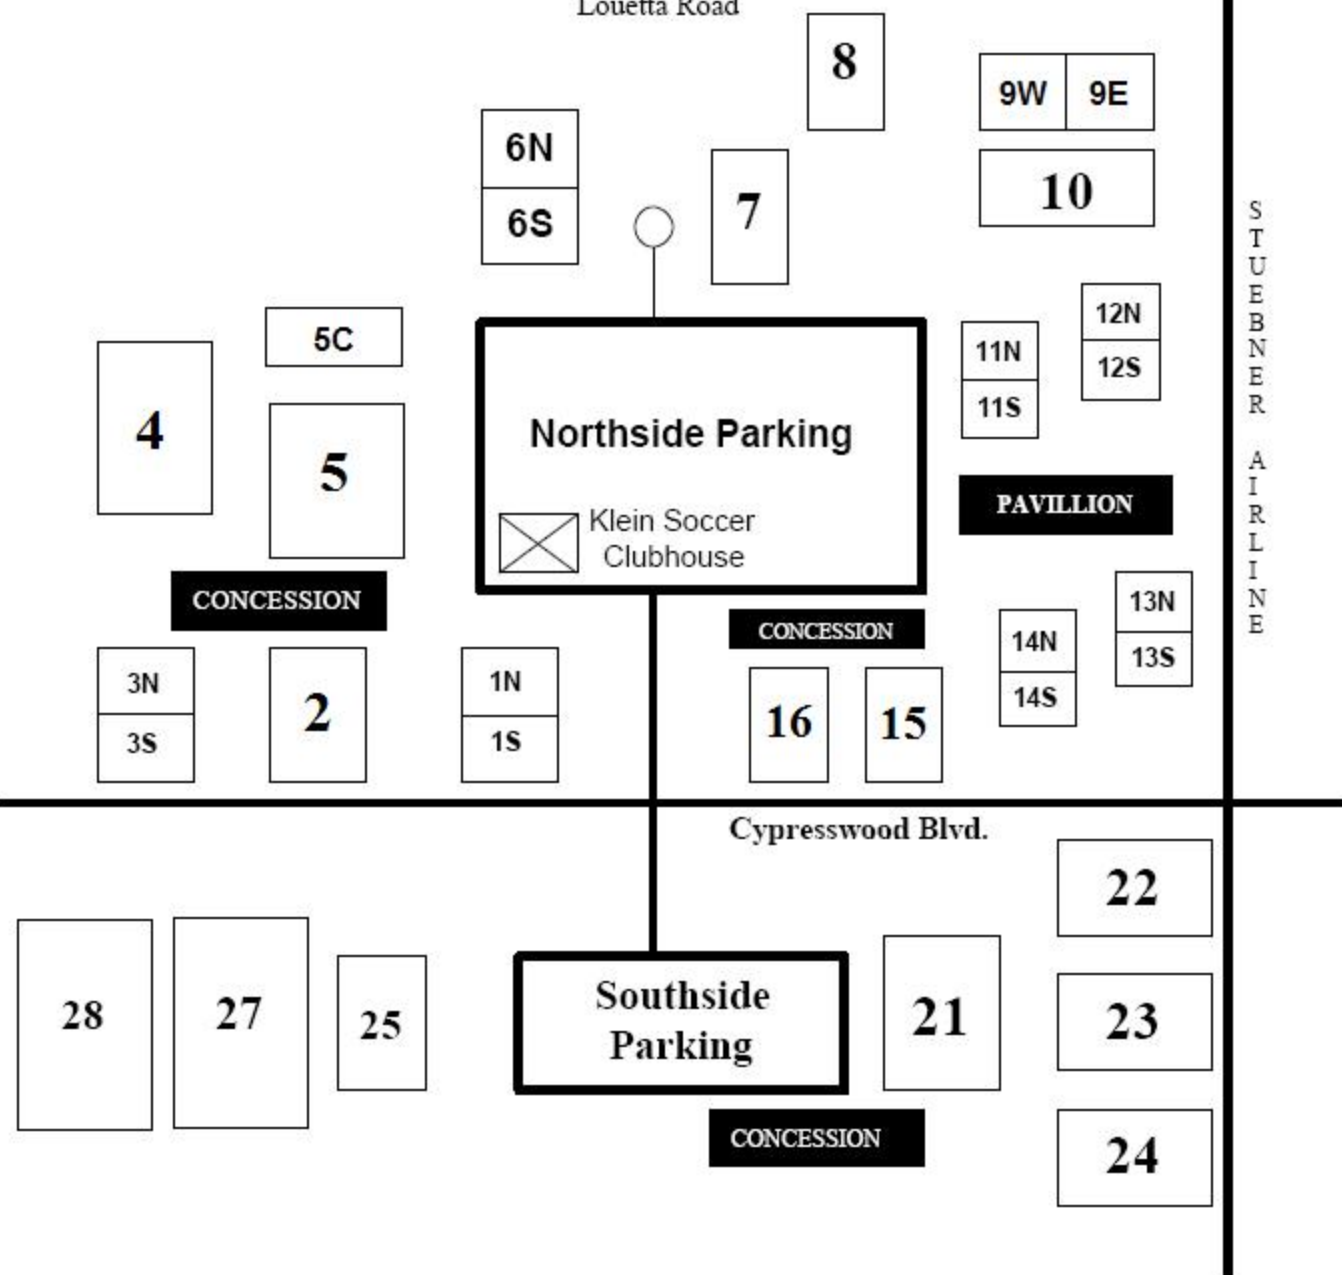 Louetta Road
8
9W 9E
6N
10
7
6S
12N
5C
11N
12S
11S
4
5
Northside Parking
STUEBNER AIRLINE
PAVILLION
Klein Soccer
Clubhouse
CONCESSION
13N
CONCESSION
14N
13S
3N
1N
14S
2
16
15
3S
1S
Cypresswood Blvd.
22
28
27
25
Southside
Parking
21
23
CONCESSION
24